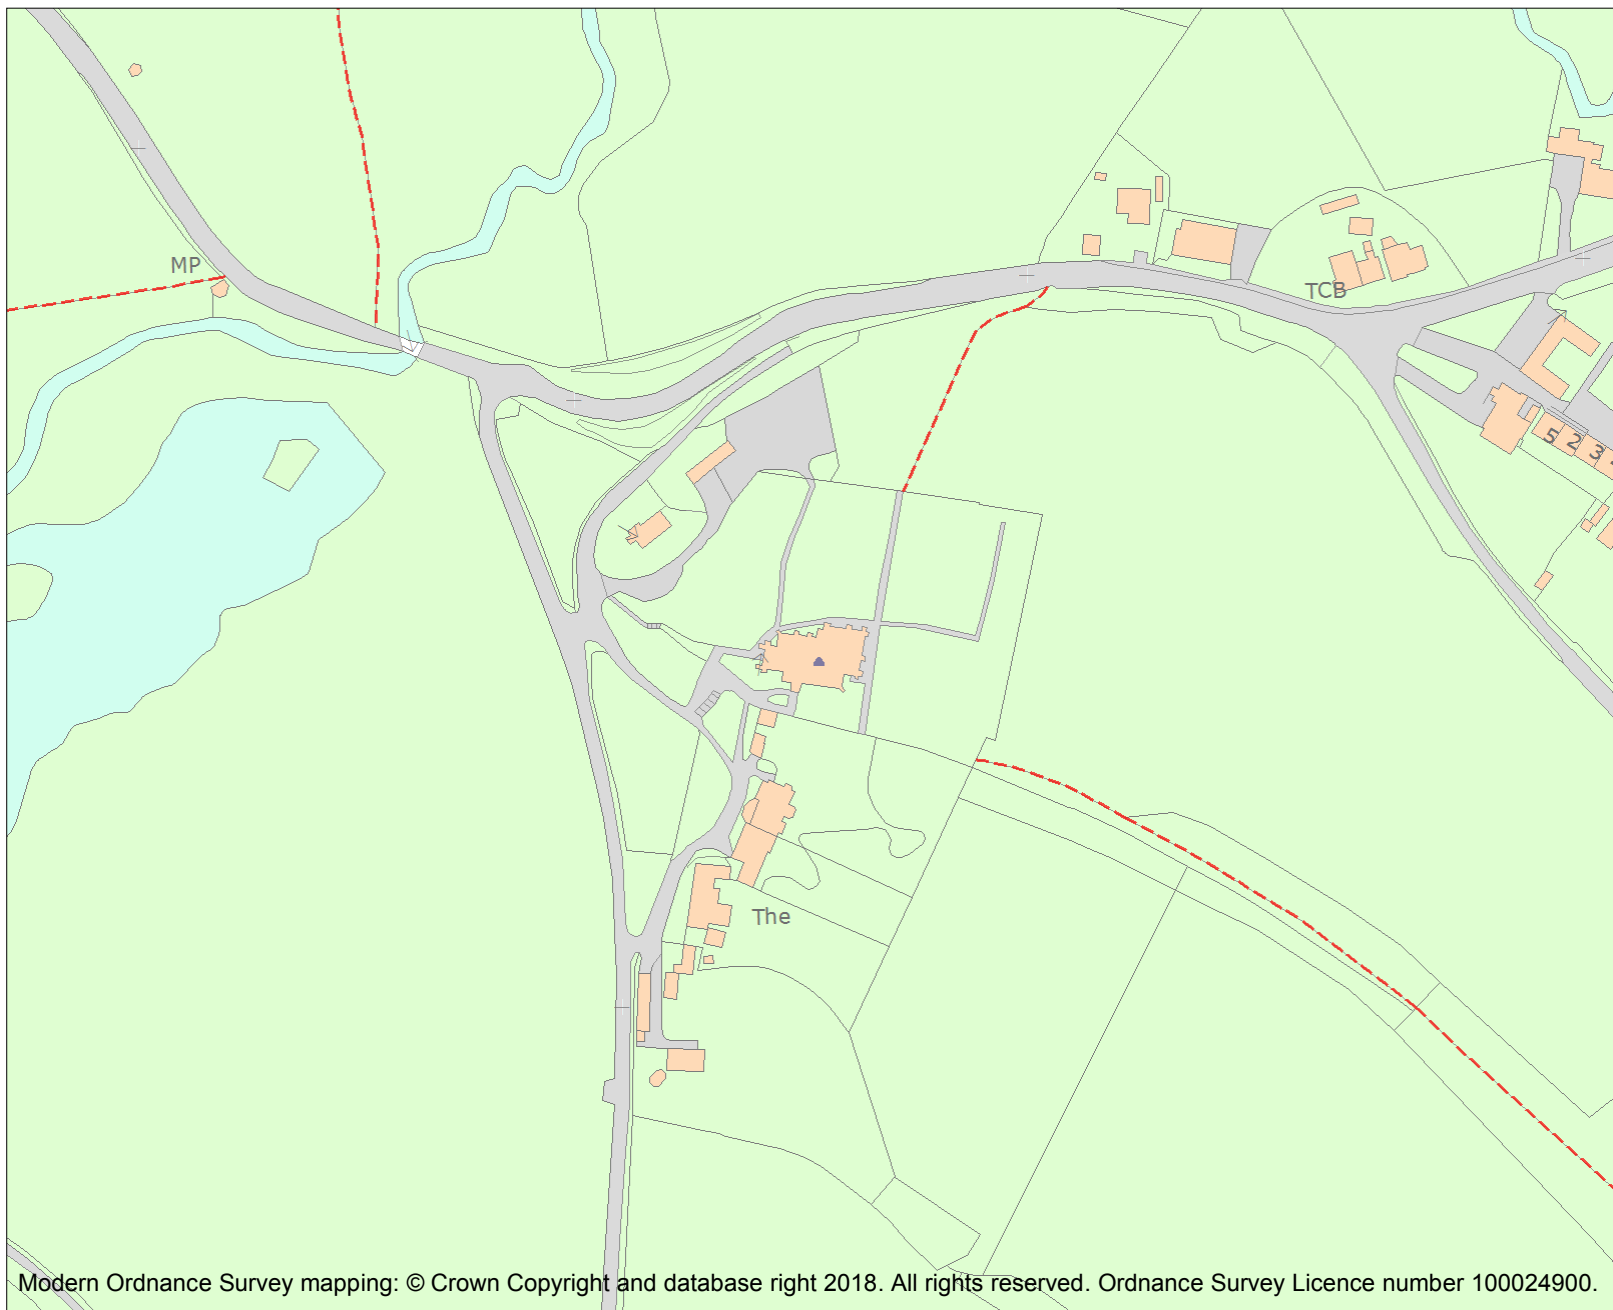 MP
TCB
5
2
3
The
Modern Ordnance Survey mapping: © Crown Copyright and database right 2018. All rights reserved. Ordnance Survey Licence number 100024900.